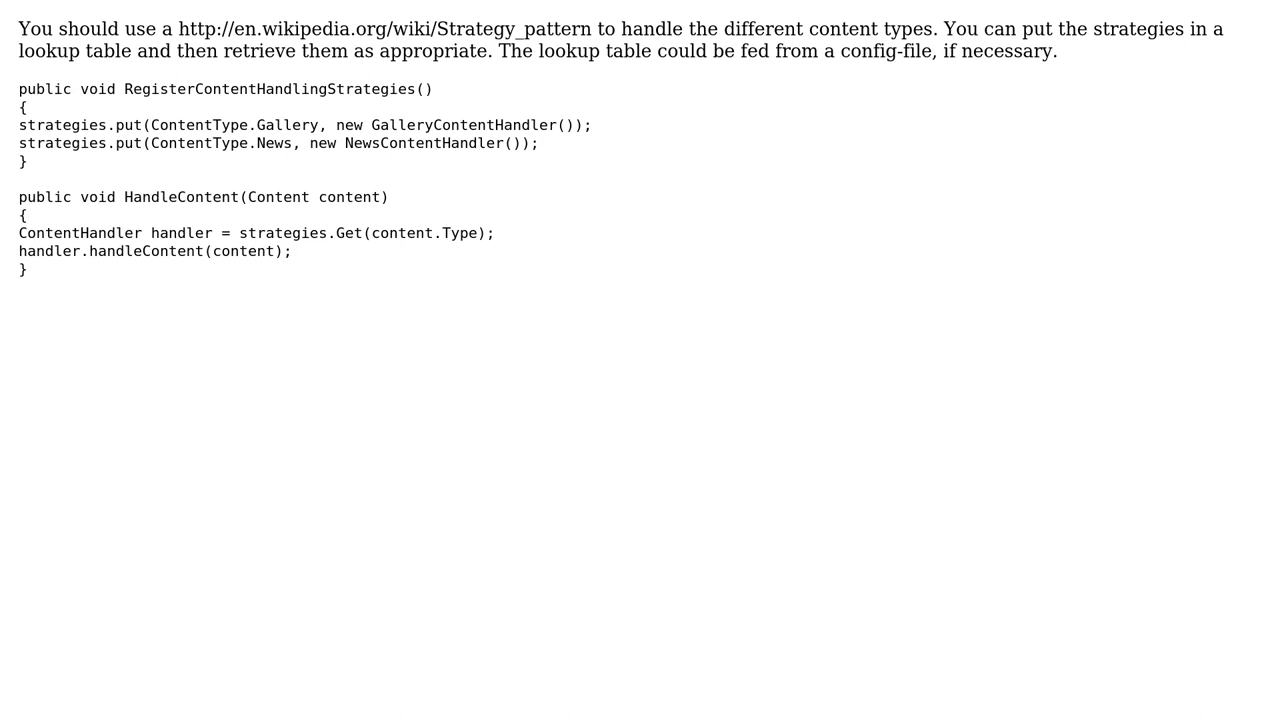 You should use a http://en.wikipedia.org/wiki/Strategy_pattern to handle the different content types. You can put the strategies in a
lookup table and then retrieve them as appropriate. The lookup table could be fed from a config-file, if necessary.
public void RegisterContentHandlingStrategies()
{
strategies.put(ContentType.Gallery, new GalleryContentHandler());
strategies.put(ContentType.News, new NewsContentHandler());
}
public void HandleContent(Content content)
{
ContentHandler handler = strategies.Get(content.Type);
handler.handleContent(content);
}